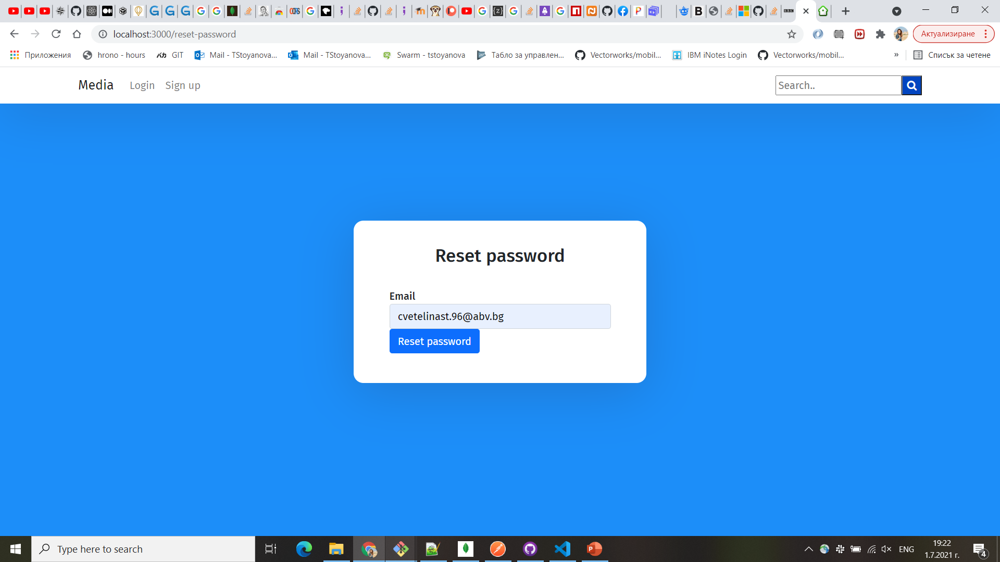 localhost:3000/reset-password
Актуализиране
Приложения
hrono - hours
GIT
Mail - TStoyanova...
Mail - TStoyanova...
Swarm - tstoyanova
Табло за управлен...
Vectorworks/mobil...
IBM iNotes Login
Vectorworks/mobil...
»
Списък за четене
Media
Login
Sign up
Search..
Reset password
Email
cvetelinast.96@abv.bg
Reset password
Type here to search
ENG
19:22
1.7.2021 г.
4